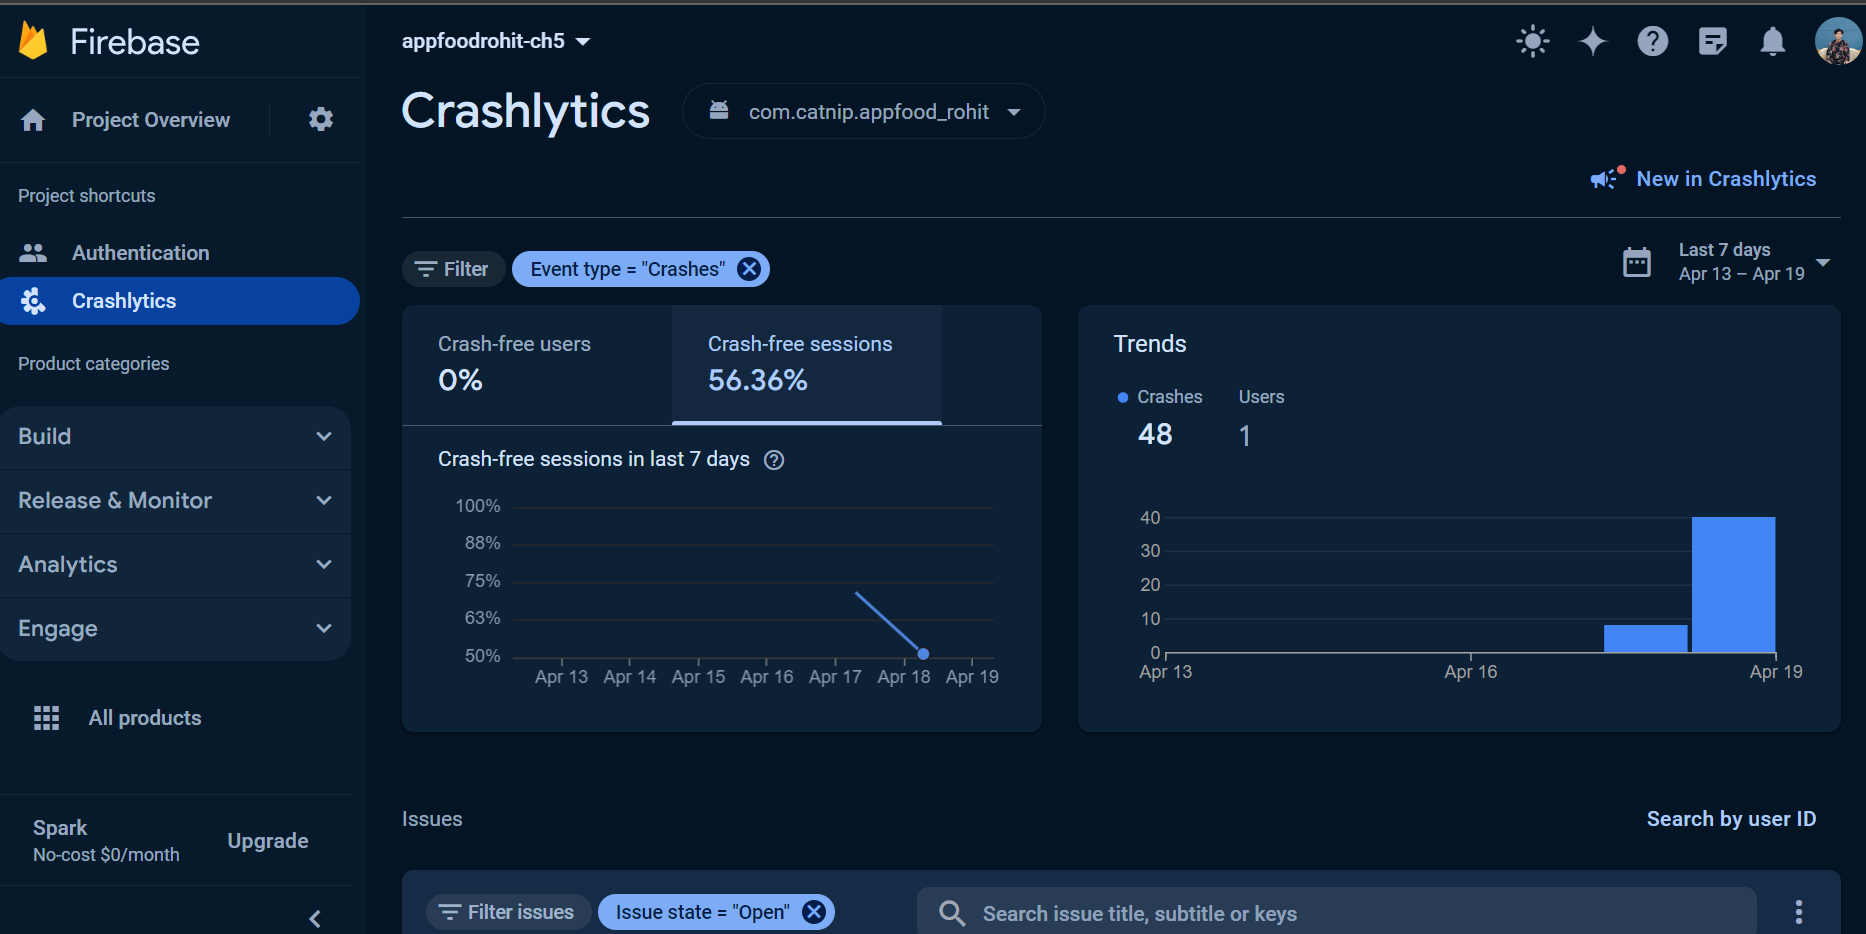 Firebase
Project Overview
Project shortcuts
Authentication
Crashlytics
Product categories
Build
Release & Monitor
Analytics
Engage
All products
Spark
No-cost $0/month
Upgrade
appfoodrohit-ch5
Crashlytics
com.catnip.appfood_rohit
New in Crashlytics
Filter
Event type = "Crashes"
Last 7 days
Apr 13 – Apr 19
Crash-free users
0%
Crash-free sessions
56.36%
Crash-free sessions in last 7 days
100%
88%
75%
63%
50%
Apr 13 Apr 14 Apr 15 Apr 16 Apr 17 Apr 18 Apr 19
Trends
Crashes Users
48 1
40
30
20
10
0
Apr 13 Apr 16 Apr 19
Issues
Search by user ID
Filter issues
Issue state = "Open"
Search issue title, subtitle or keys